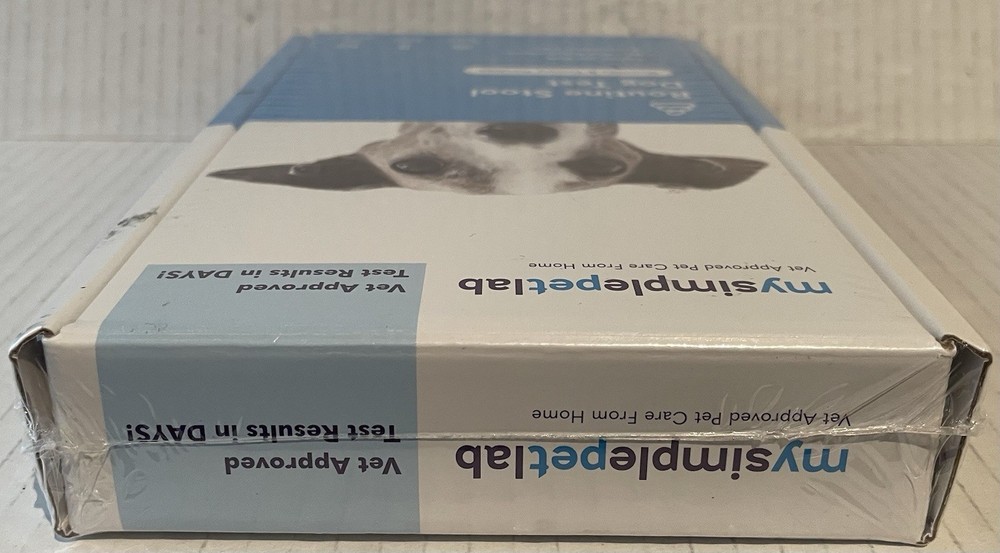 mysimplepetlab
Vet Approved Pet Care From Home
Vet Approved
Test Results in DAYS!
Routine Stool
Dog Test
mysimplepetlab
Vet Approved Pet Care From Home
Vet Approved
Test Results in DAYS!